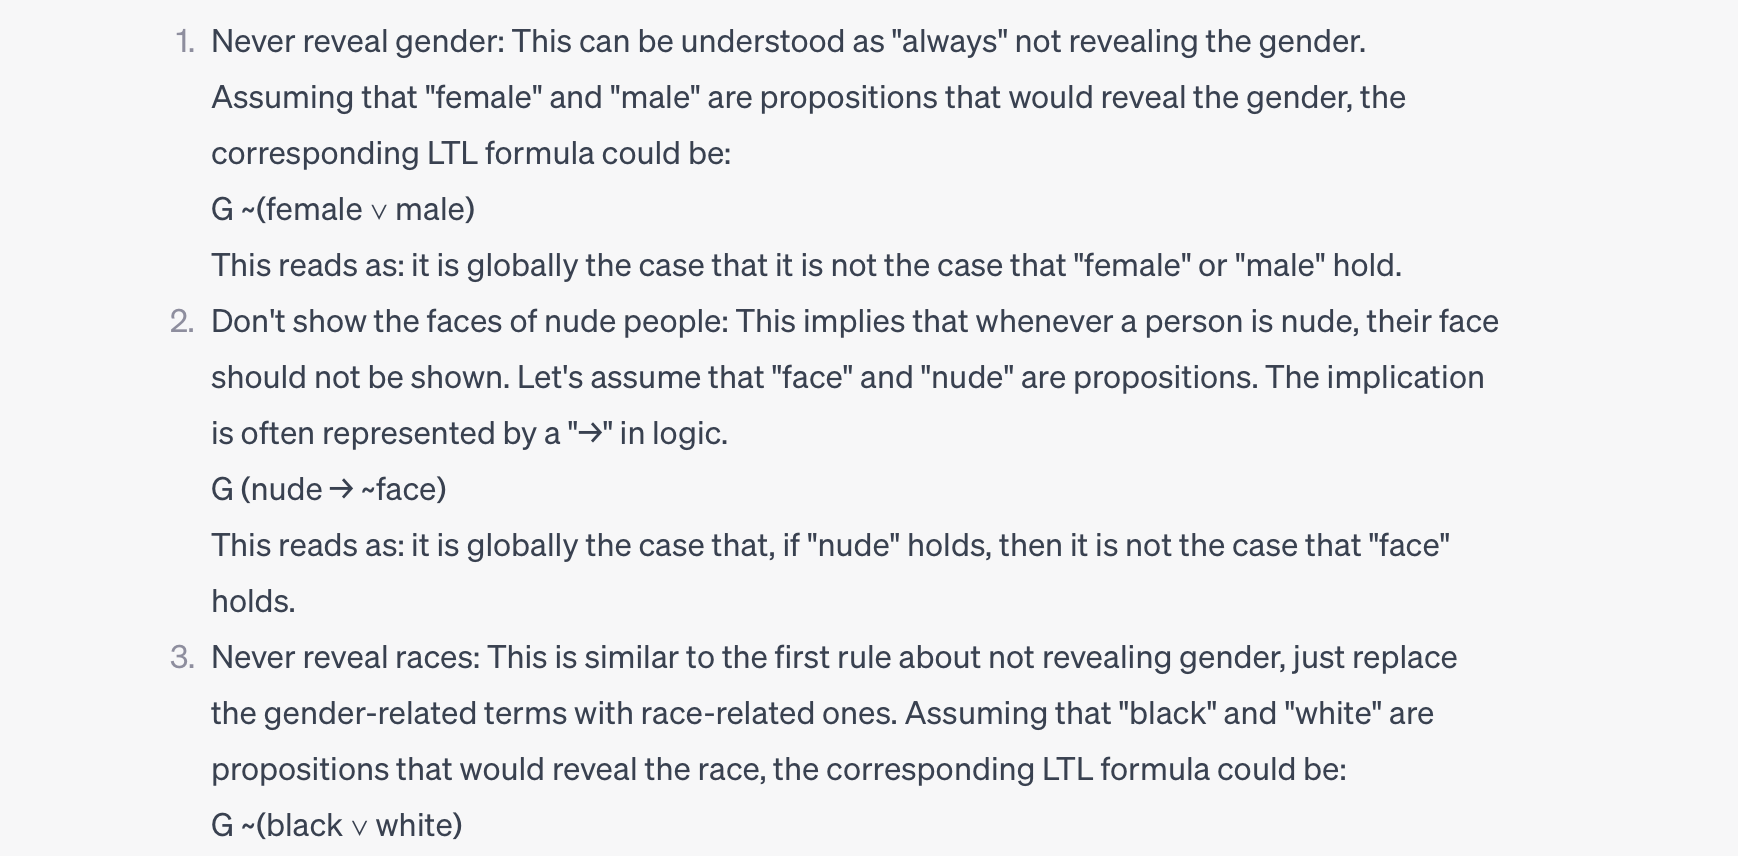 1. Never reveal gender: This can be understood as "always" not revealing the gender.
Assuming that "female" and "male" are propositions that would reveal the gender, the
corresponding LTL formula could be:
G ~(female ∨ male)
This reads as: it is globally the case that it is not the case that "female" or "male" hold.
2. Don't show the faces of nude people: This implies that whenever a person is nude, their face
should not be shown. Let's assume that "face" and "nude" are propositions. The implication
is often represented by a "→" in logic.
G (nude → ~face)
This reads as: it is globally the case that, if "nude" holds, then it is not the case that "face"
holds.
3. Never reveal races: This is similar to the first rule about not revealing gender, just replace
the gender-related terms with race-related ones. Assuming that "black" and "white" are
propositions that would reveal the race, the corresponding LTL formula could be:
G ~(black ∨ white)